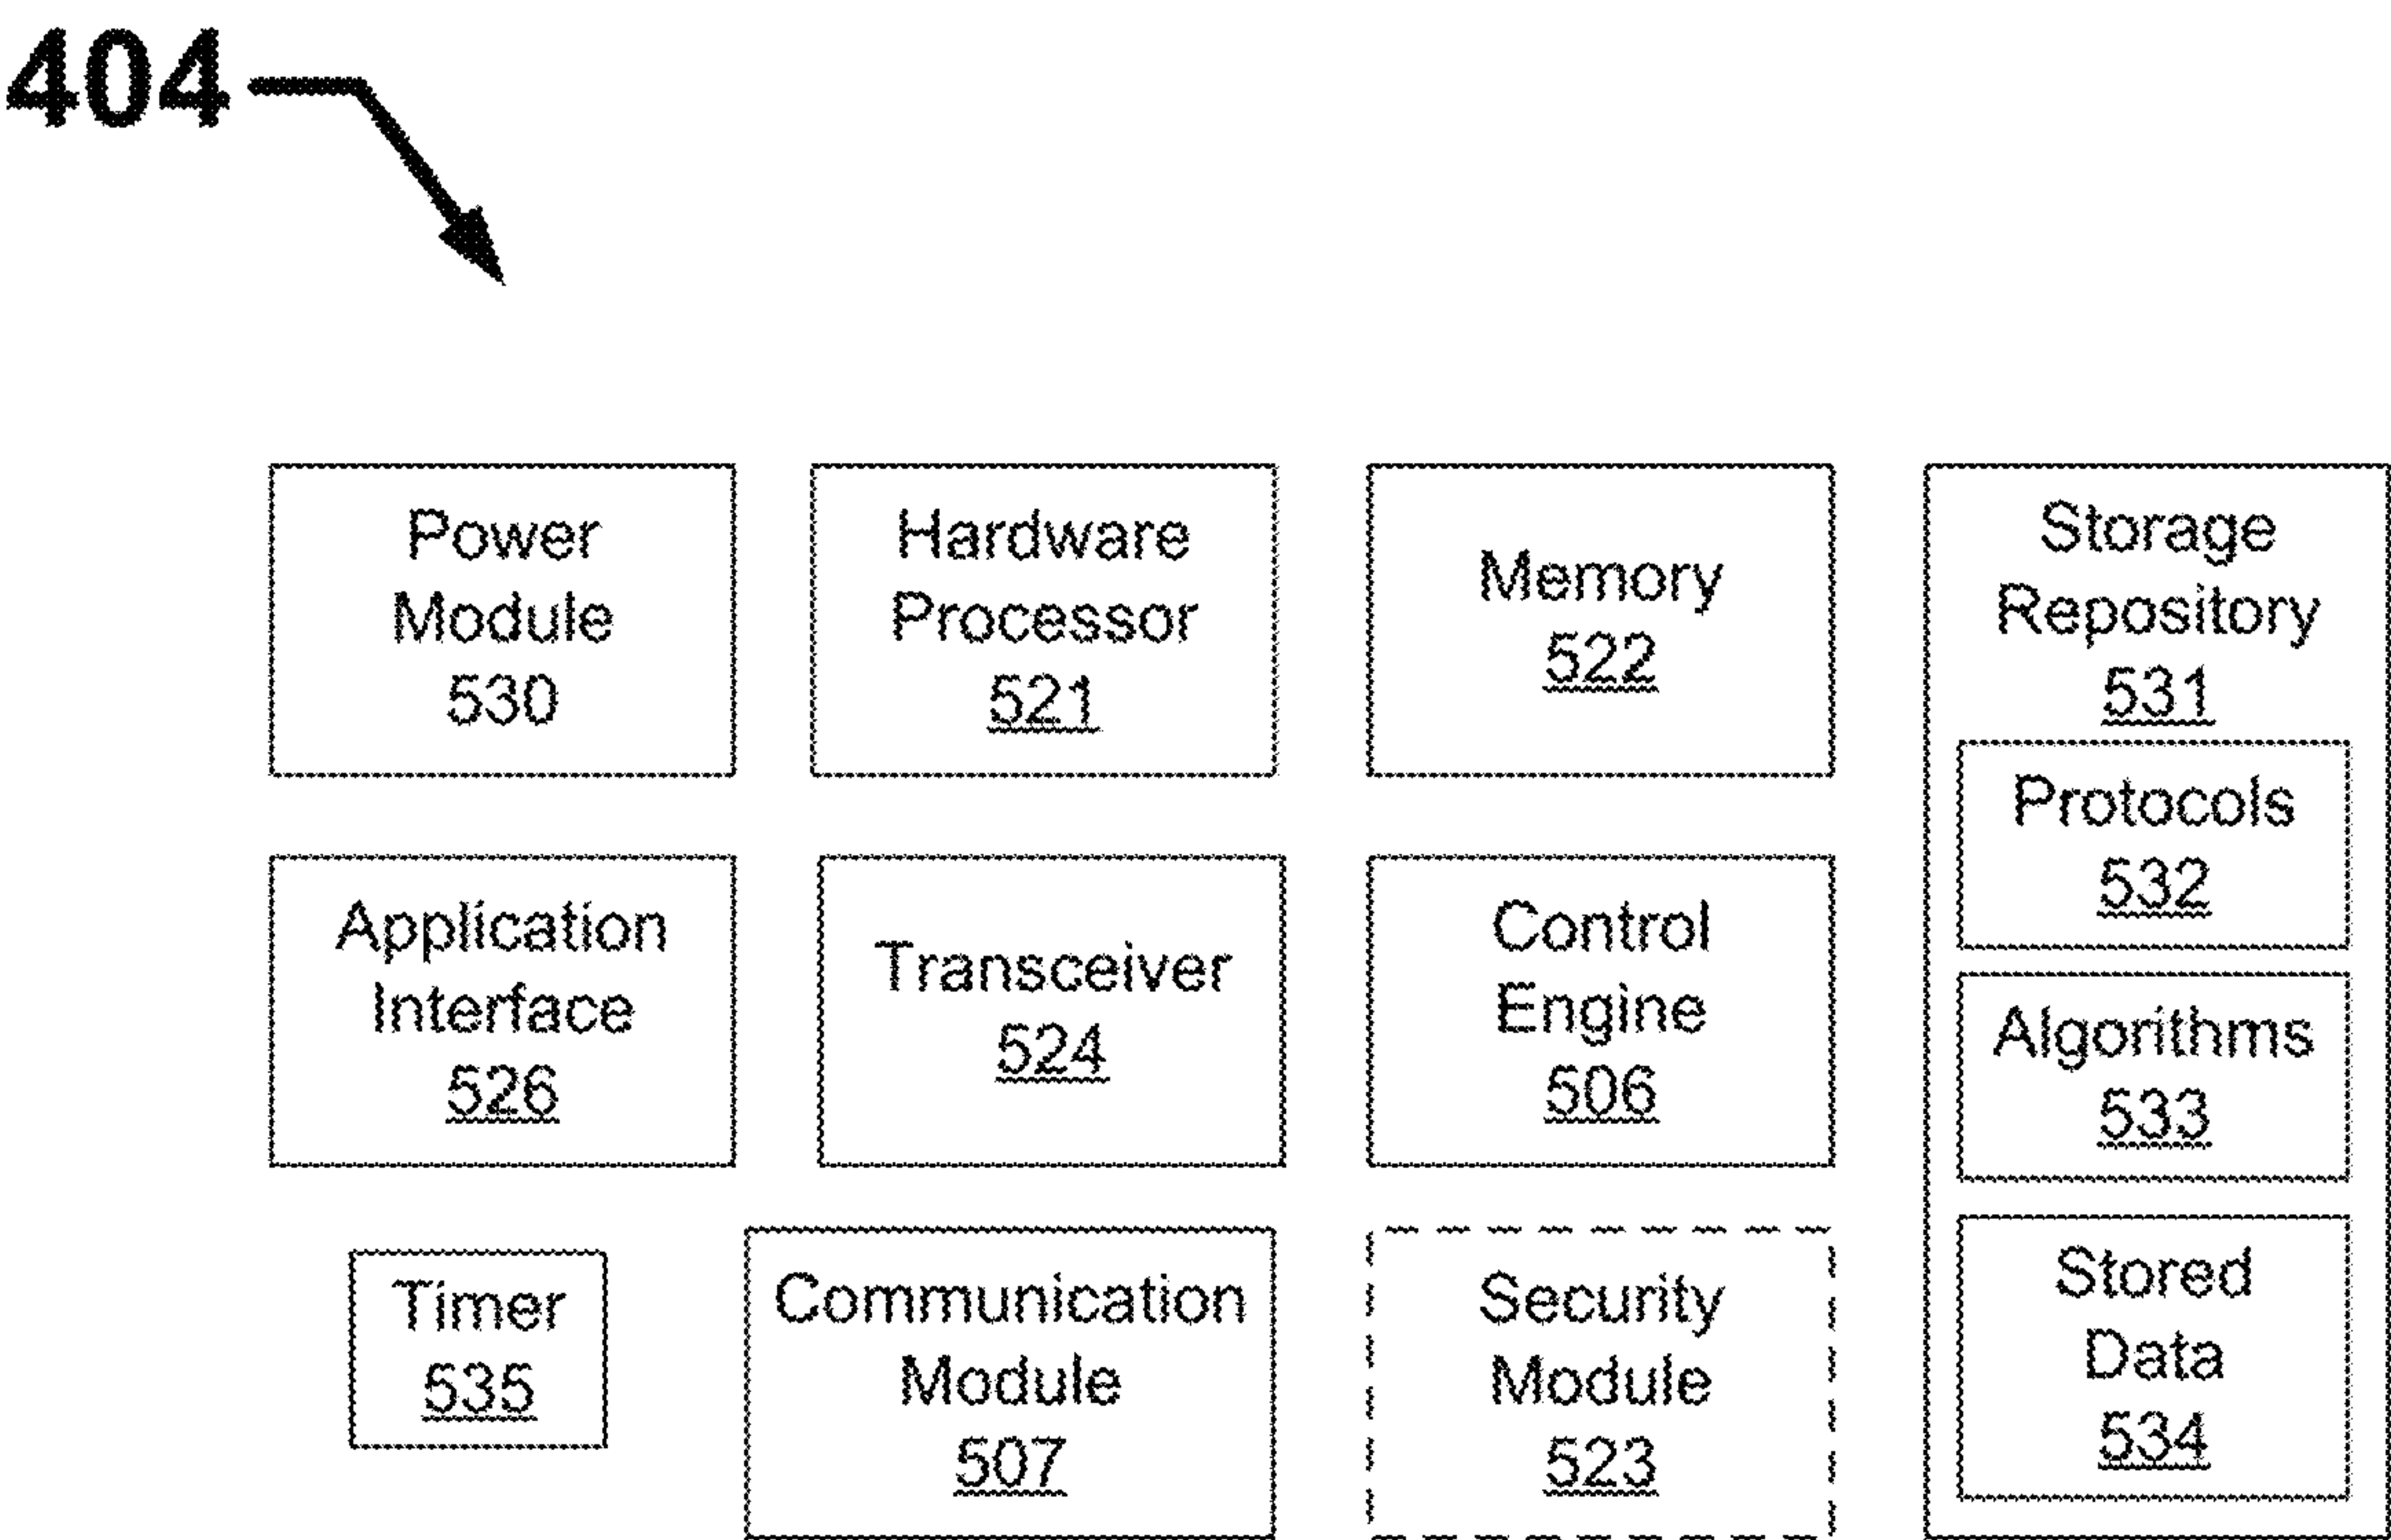 404
Power
Module
530
Hardware
Processor
521
Memory
522
Storage
Repository
531
Protocols
532
Algorithms
533
Stored
Data
534
Application
Interface
526
Transceiver
524
Control
Engine
506
Timer
535
Communication
Module
507
Security
Module
523